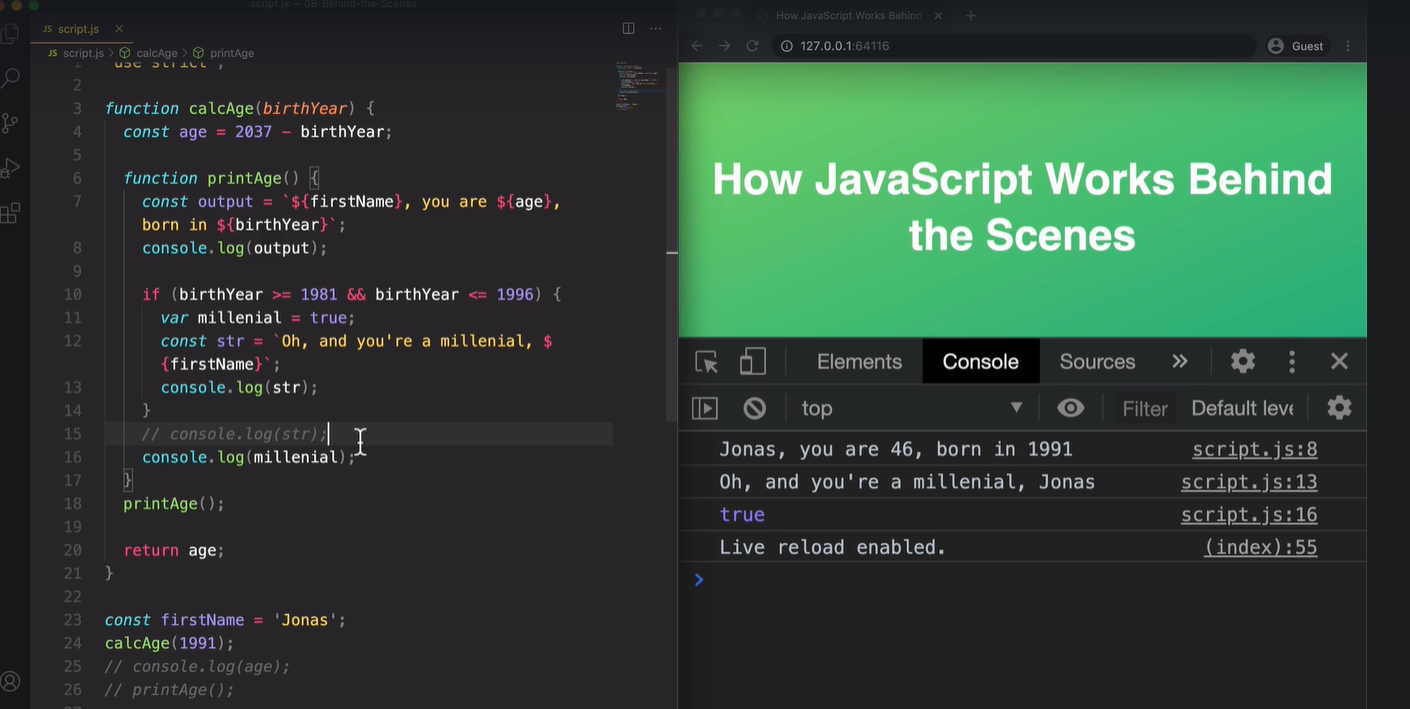 script.js — 08-Behind-the-Scenes
JS script.js ×
JS script.js > calcAge > printAge
1 'use strict';
2
3 function calcAge(birthYear) {
4 const age = 2037 - birthYear;
5
6 function printAge() {
7 const output = `${firstName}, you are ${age},
born in ${birthYear}`;
8 console.log(output);
9
10 if (birthYear >= 1981 && birthYear <= 1996) {
11 var millenial = true;
12 const str = `Oh, and you're a millenial, $
{firstName}`;
13 console.log(str);
14 }
15 // console.log(str);
16 console.log(millenial);
17 }
18 printAge();
19
20 return age;
21 }
22
23 const firstName = 'Jonas';
24 calcAge(1991);
25 // console.log(age);
26 // printAge();
How JavaScript Works Behind
127.0.0.1:64116
Guest
How JavaScript Works Behind
the Scenes
Elements Console Sources »
top Filter Default leve
Jonas, you are 46, born in 1991 script.js:8
Oh, and you're a millenial, Jonas script.js:13
true script.js:16
Live reload enabled. (index):55
>